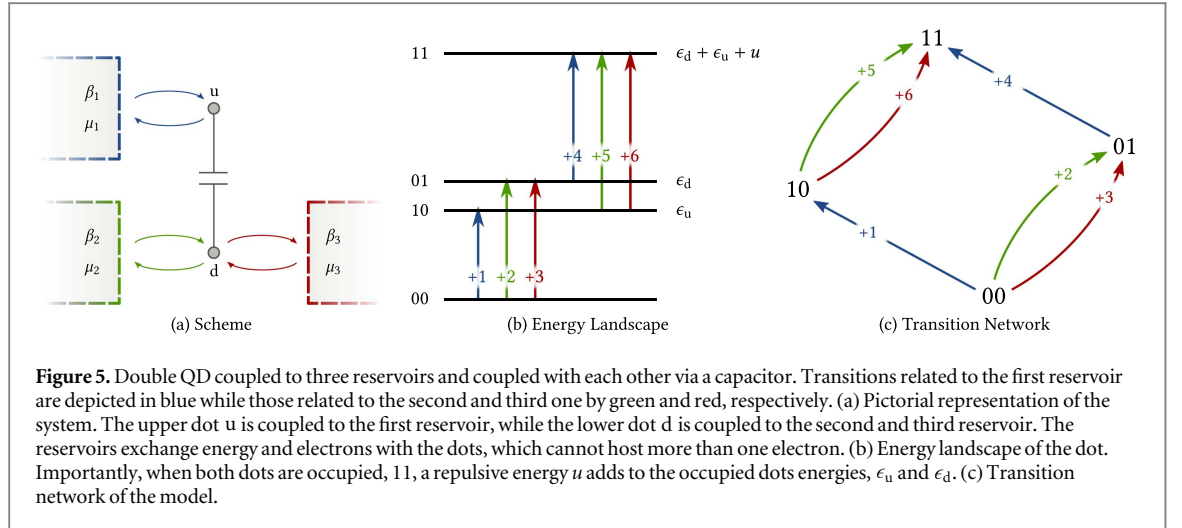 β1
μ1
u
β2
μ2
d
β3
μ3
(a) Scheme
11
ϵd + ϵu + u
+4
+5
+6
01
ϵd
10
ϵu
+1
+2
+3
00
(b) Energy Landscape
11
+5
+4
+6
01
+2
10
+3
+1
00
(c) Transition Network
Figure 5. Double QD coupled to three reservoirs and coupled with each other via a capacitor. Transitions related to the first reservoir
are depicted in blue while those related to the second and third one by green and red, respectively. (a) Pictorial representation of the
system. The upper dot u is coupled to the first reservoir, while the lower dot d is coupled to the second and third reservoir. The
reservoirs exchange energy and electrons with the dots, which cannot host more than one electron. (b) Energy landscape of the dot.
Importantly, when both dots are occupied, 11, a repulsive energy u adds to the occupied dots energies, ϵu and ϵd. (c) Transition
network of the model.